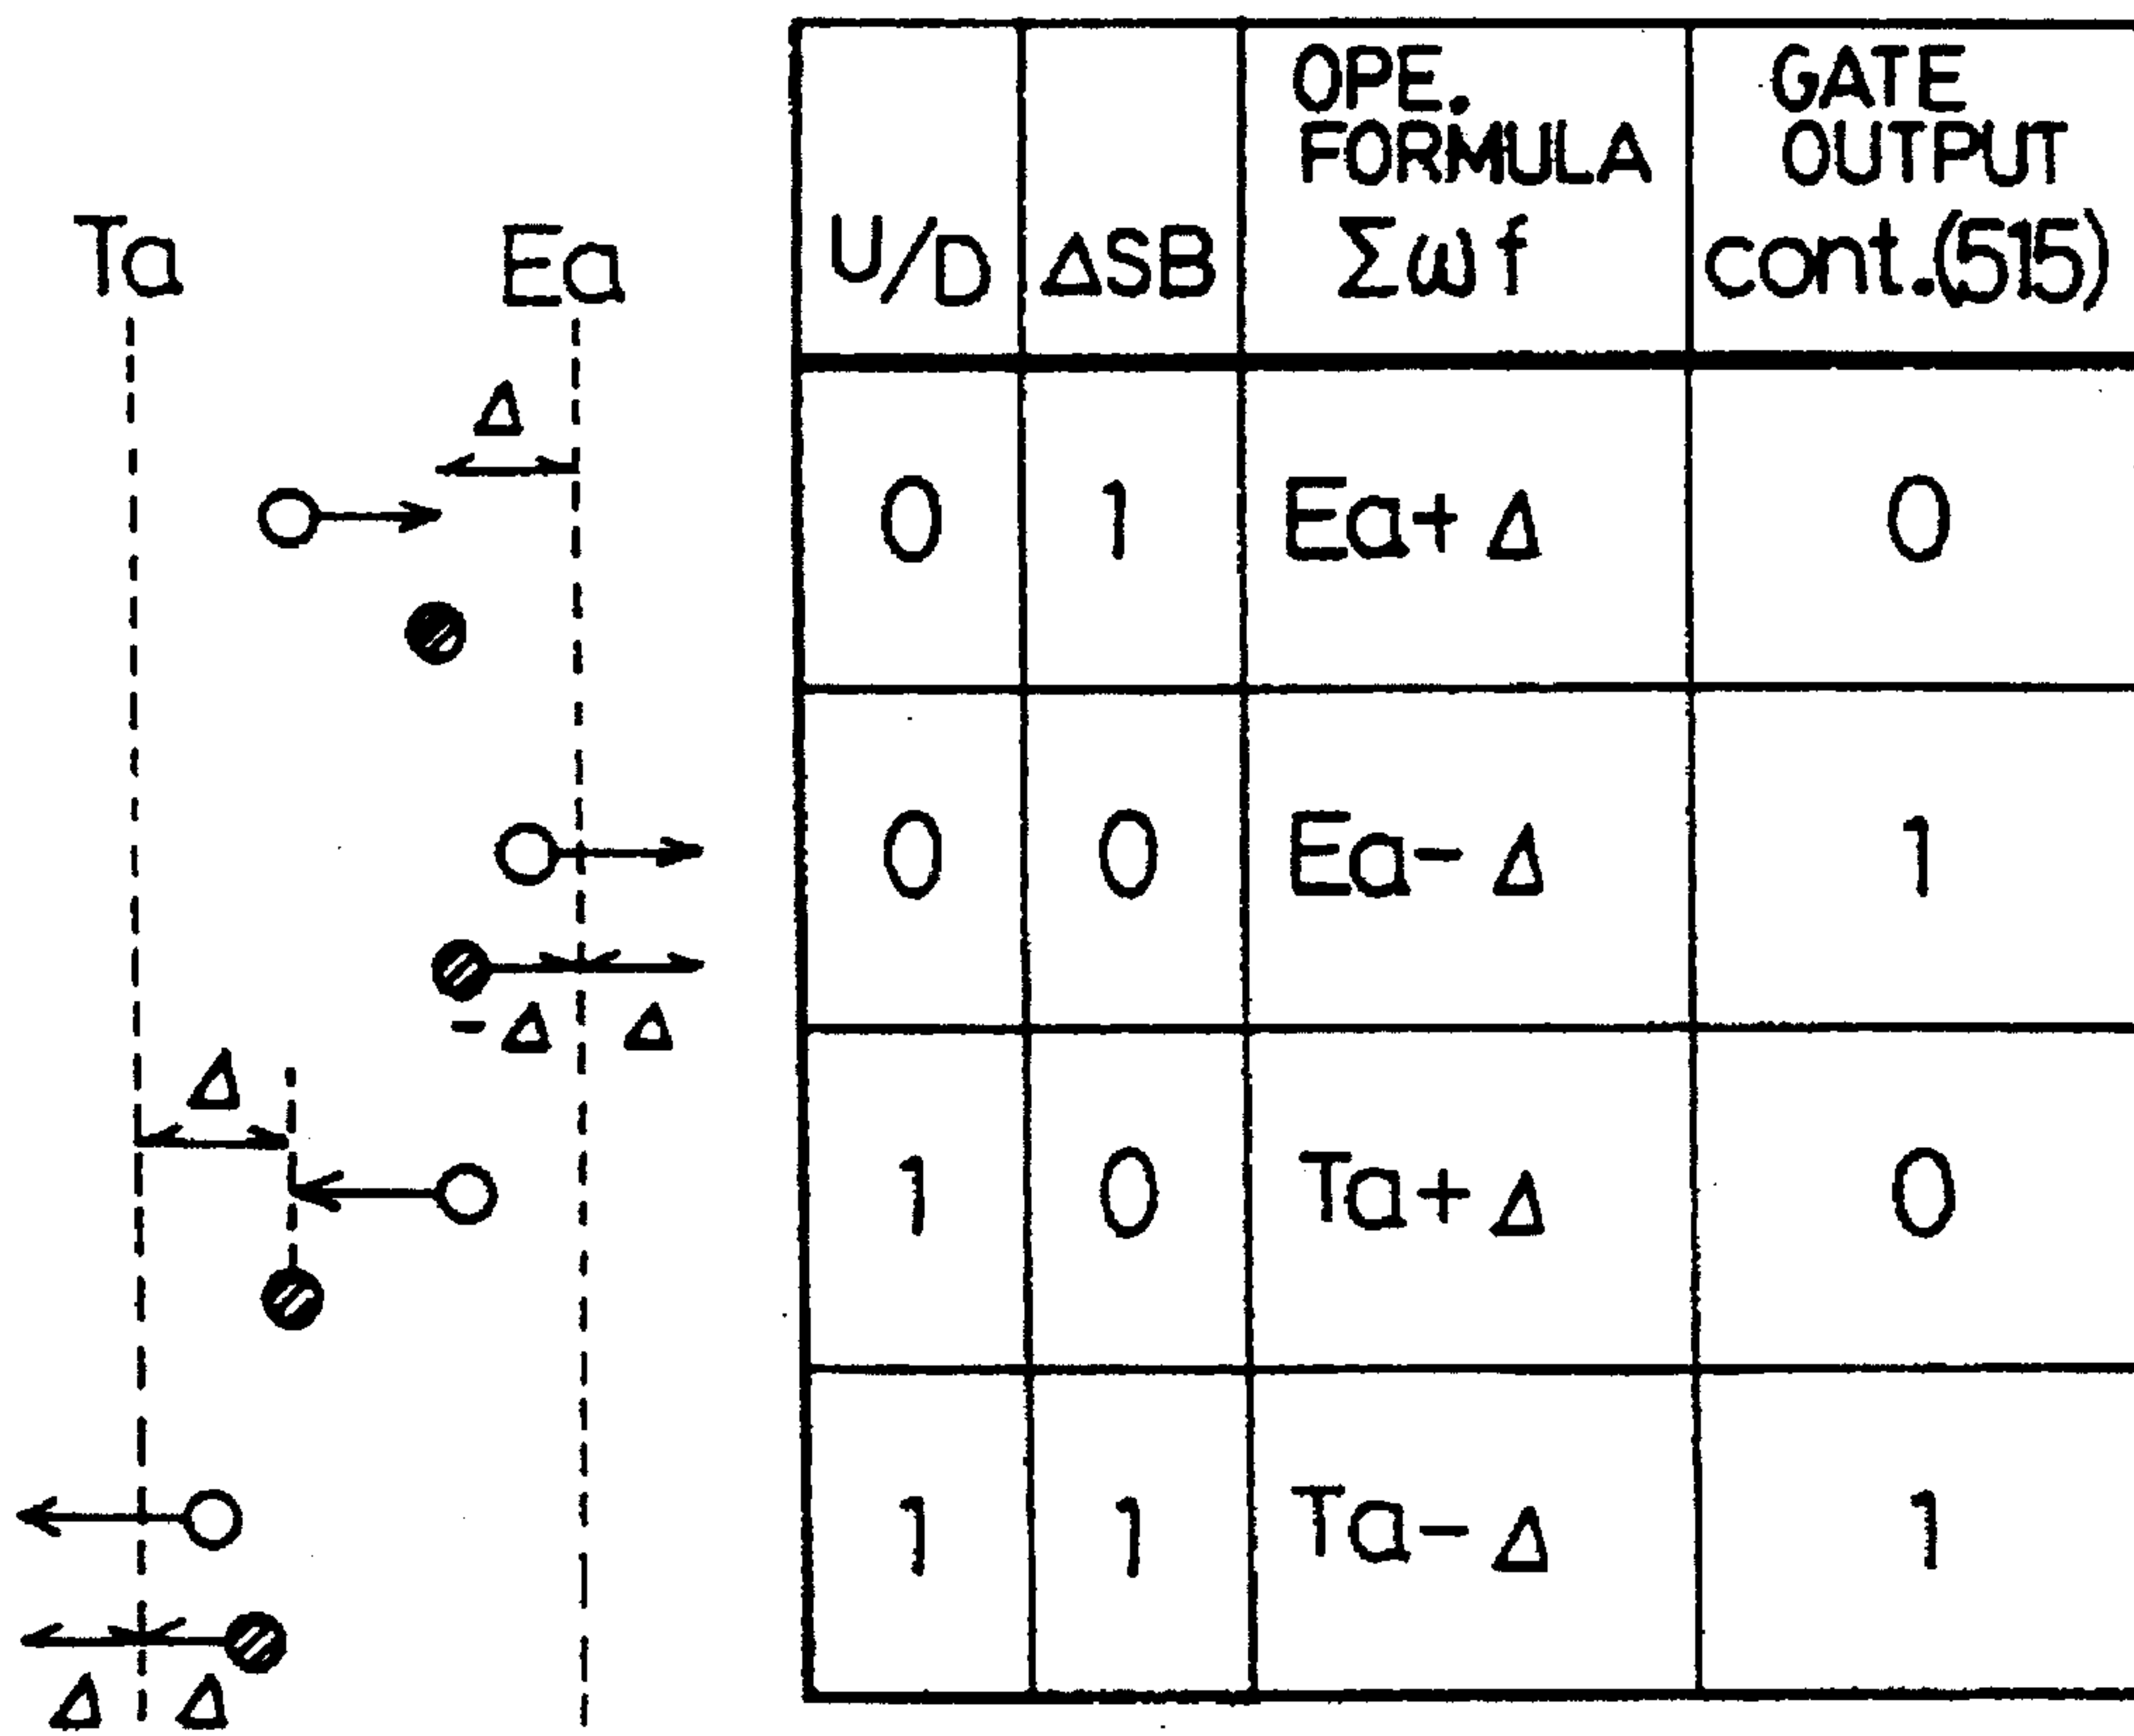 Ta Ea
U/D ΔSB OPE. FORMULA Σωf GATE OUTPUT cont.(515)
Δ
0 1 Ea+Δ 0
0 0 Ea-Δ 1
-Δ Δ
Δ
1 0 Ta+Δ 0
1 1 Ta-Δ 1
Δ Δ